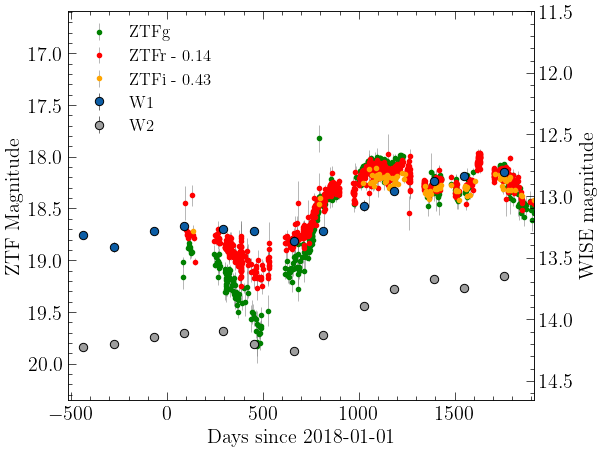 ZTFg
ZTFr - 0.14
ZTFi - 0.43
W1
W2
17.0
17.5
18.0
18.5
19.0
19.5
20.0
ZTF Magnitude
11.5
12.0
12.5
13.0
13.5
14.0
14.5
WISE magnitude
−500
0
500
1000
1500
Days since 2018-01-01